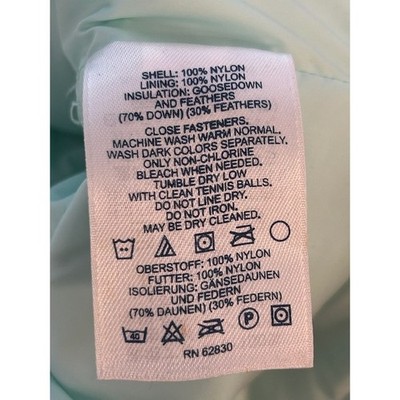 SHELL: 100% NYLON
LINING: 100% NYLON
INSULATION: GOOSEDOWN
AND FEATHERS
(70% DOWN) (30% FEATHERS)
CLOSE FASTENERS.
MACHINE WASH WARM NORMAL.
WASH DARK COLORS SEPARATELY.
ONLY NON-CHLORINE
BLEACH WHEN NEEDED.
TUMBLE DRY LOW
WITH CLEAN TENNIS BALLS.
DO NOT LINE DRY.
DO NOT IRON.
MAY BE DRY CLEANED.
OBERSTOFF: 100% NYLON
FUTTER: 100% NYLON
ISOLIERUNG: GÄNSEDAUNEN
UND FEDERN
(70% DAUNEN) (30% FEDERN)
40 P
RN 62830